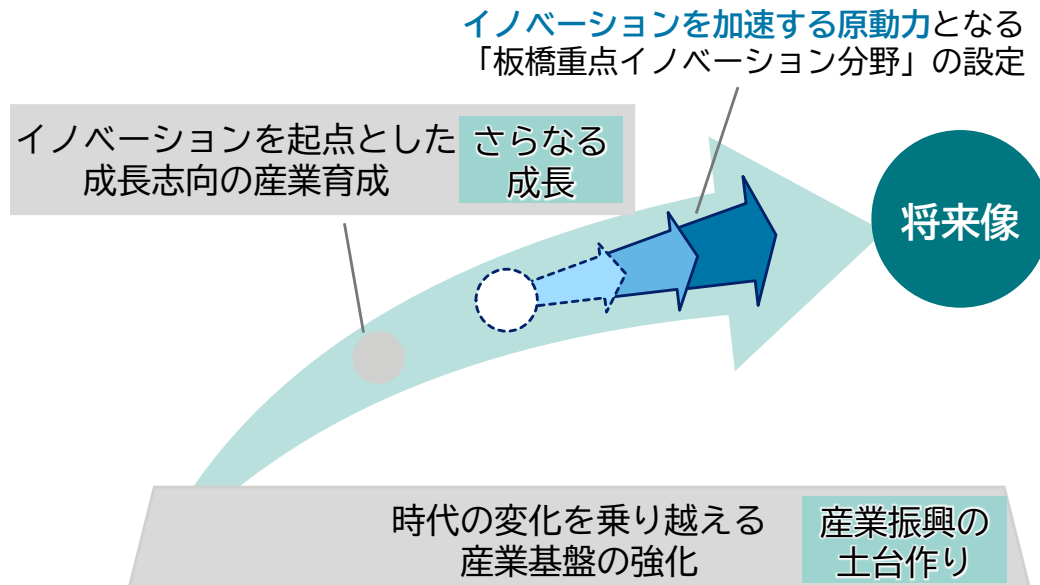 イノベーションを加速する原動力となる
「板橋重点イノベーション分野」の設定
イノベーションを起点とした
成長志向の産業育成
さらなる
成長
将来像
時代の変化を乗り越える
産業基盤の強化
産業振興の
土台作り